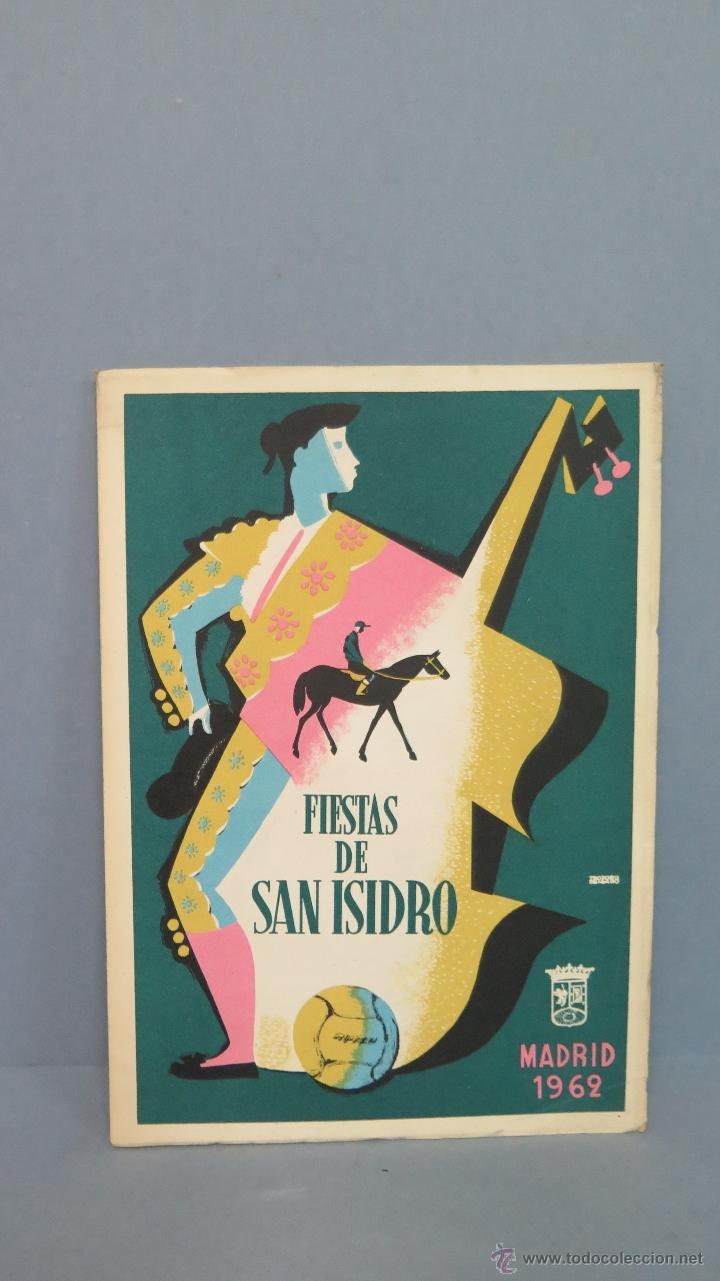 FIESTAS
DE
SAN ISIDRO
MADRID
1962
www.todocoleccion.net